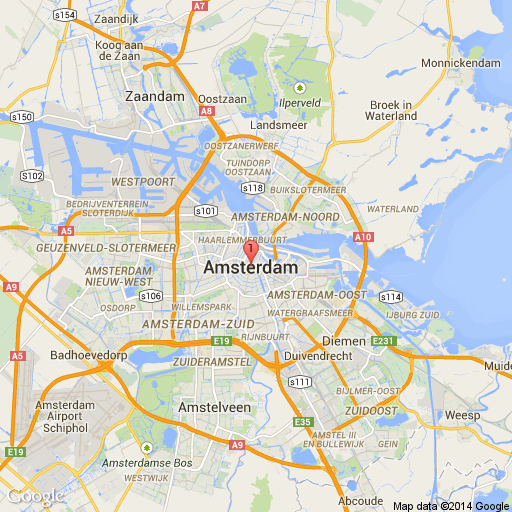 s154
Zaandijk
A7
Koog aan
de Zaan
Monnickendam
Zaandam
Oostzaan
Ilperveld
Broek in
Waterland
A8
s150
Landsmeer
OOSTZANERWERF
TUINDORP
OOSTZAAN
s102
WESTPOORT
s118
BUIKSLOTERMEER
BEDRIJVENTERREIN
SLOTERDIJK
s101
AMSTERDAM-NOORD
WATERLAND
A5
HAARLEMMERBUURT
A10
GEUZENVELD-SLOTERMEER
1
Amsterdam
AMSTERDAM
NIEUW-WEST
A9
s106
AMSTERDAM-OOST
s114
OSDORP
WILLEMSPARK
WATERGRAAFSMEER
IJBURG ZUID
AMSTERDAM-ZUID
RIJNBUURT
E19
Diemen
E231
A5
Badhoevedorp
ZUIDERAMSTEL
Duivendrecht
Muide
s111
BIJLMER-OOST
Amsterdam
Airport
Schiphol
Amstelveen
ZUIDOOST
Weesp
E35
AMSTEL III
EN BULLEWIJK
GEIN
E19
A9
Amsterdamse Bos
WESTWIJK
Google
Abcoude
Map data ©2014 Google